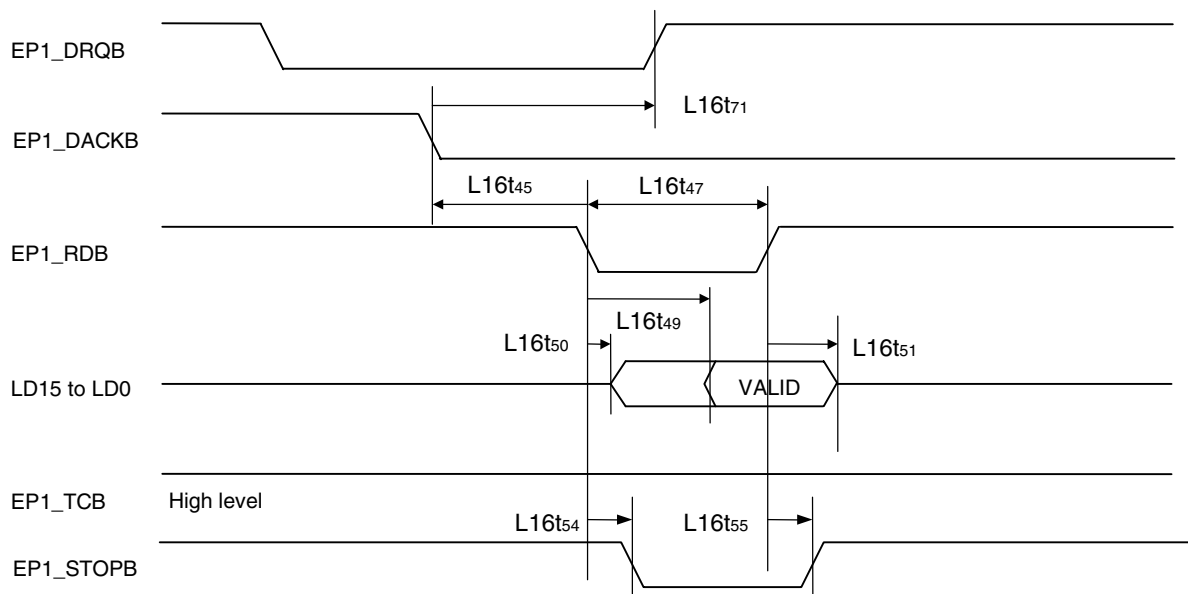 EP1_DRQB
L16t71
EP1_DACKB
L16t45
L16t47
EP1_RDB
L16t49
L16t50
L16t51
LD15 to LD0
VALID
EP1_TCB
High level
L16t54
L16t55
EP1_STOPB